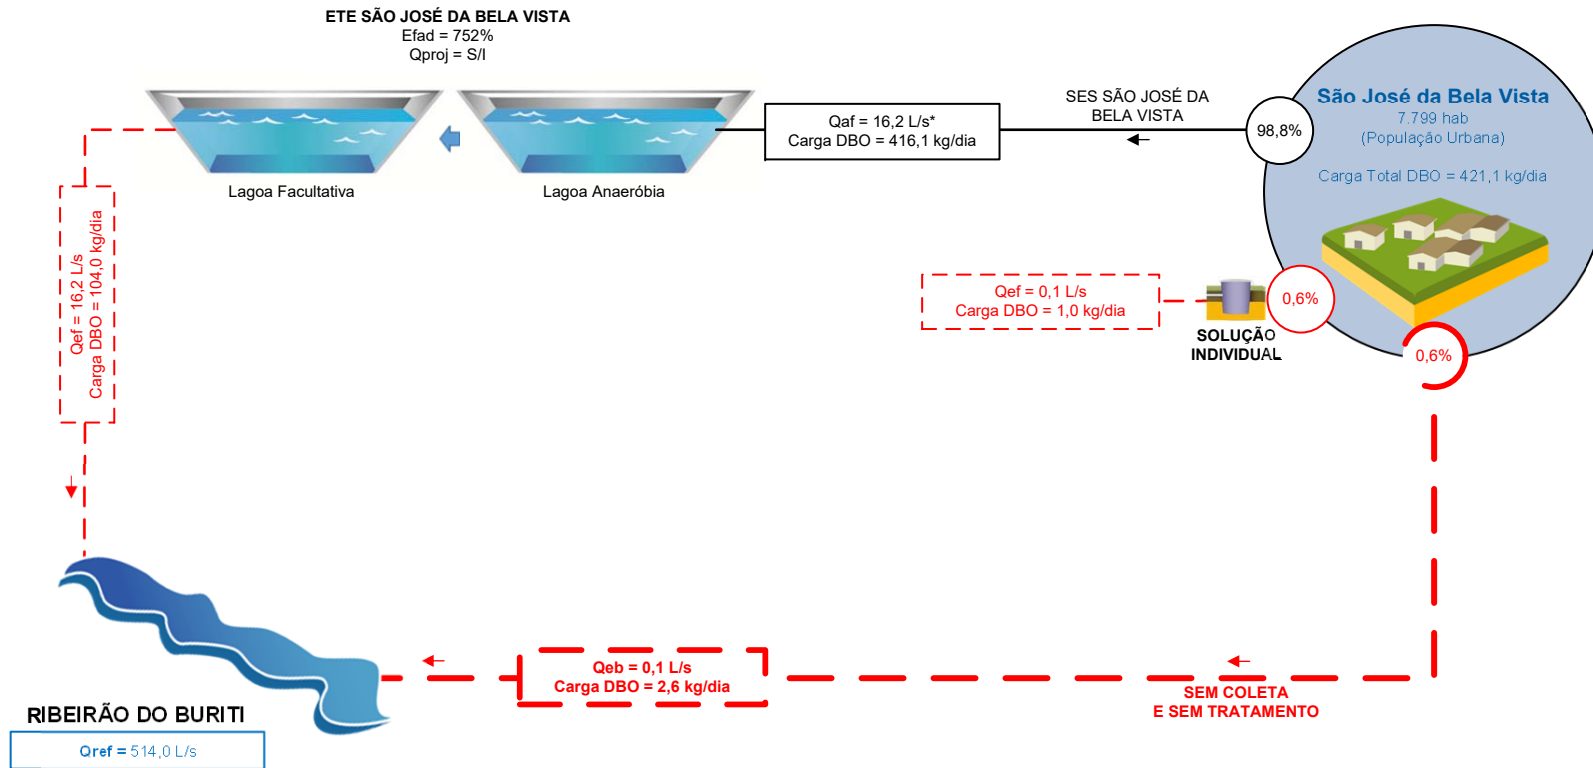 ETE SÃO JOSÉ DA BELA VISTA
Efad = 752%
Qproj = S/I
Lagoa Facultativa
Lagoa Anaeróbia
Qaf = 16,2 L/s*
Carga DBO = 416,1 kg/dia
SES SÃO JOSÉ DA
BELA VISTA
98,8%
São José da Bela Vista
7.799 hab
(População Urbana)
Carga Total DBO = 421,1 kg/dia
Qef = 16,2 L/s
Carga DBO = 104,0 kg/dia
Qef = 0,1 L/s
Carga DBO = 1,0 kg/dia
SOLUÇÃO
INDIVIDUAL
0,6%
0,6%
Qeb = 0,1 L/s
Carga DBO = 2,6 kg/dia
SEM COLETA
E SEM TRATAMENTO
RIBEIRÃO DO BURITI
Qref = 514,0 L/s